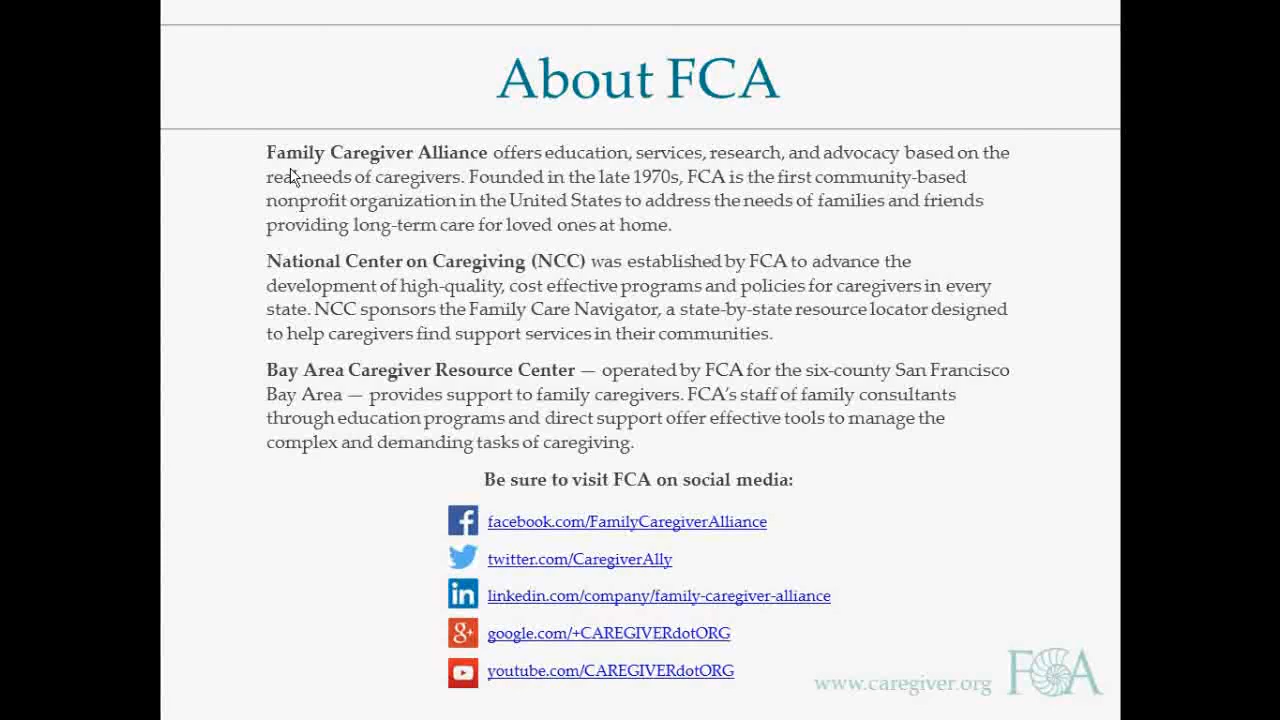 About FCA
Family Caregiver Alliance offers education, services, research, and advocacy based on the
real needs of caregivers. Founded in the late 1970s, FCA is the first community-based
nonprofit organization in the United States to address the needs of families and friends
providing long-term care for loved ones at home.
National Center on Caregiving (NCC) was established by FCA to advance the
development of high-quality, cost effective programs and policies for caregivers in every
state. NCC sponsors the Family Care Navigator, a state-by-state resource locator designed
to help caregivers find support services in their communities.
Bay Area Caregiver Resource Center — operated by FCA for the six-county San Francisco
Bay Area — provides support to family caregivers. FCA's staff of family consultants
through education programs and direct support offer effective tools to manage the
complex and demanding tasks of caregiving.
Be sure to visit FCA on social media:
f facebook.com/FamilyCaregiverAlliance
twitter.com/CaregiverAlly
in linkedin.com/company/family-caregiver-alliance
g+ google.com/+CAREGIVERdotORG
youtube.com/CAREGIVERdotORG
www.caregiver.org FCA